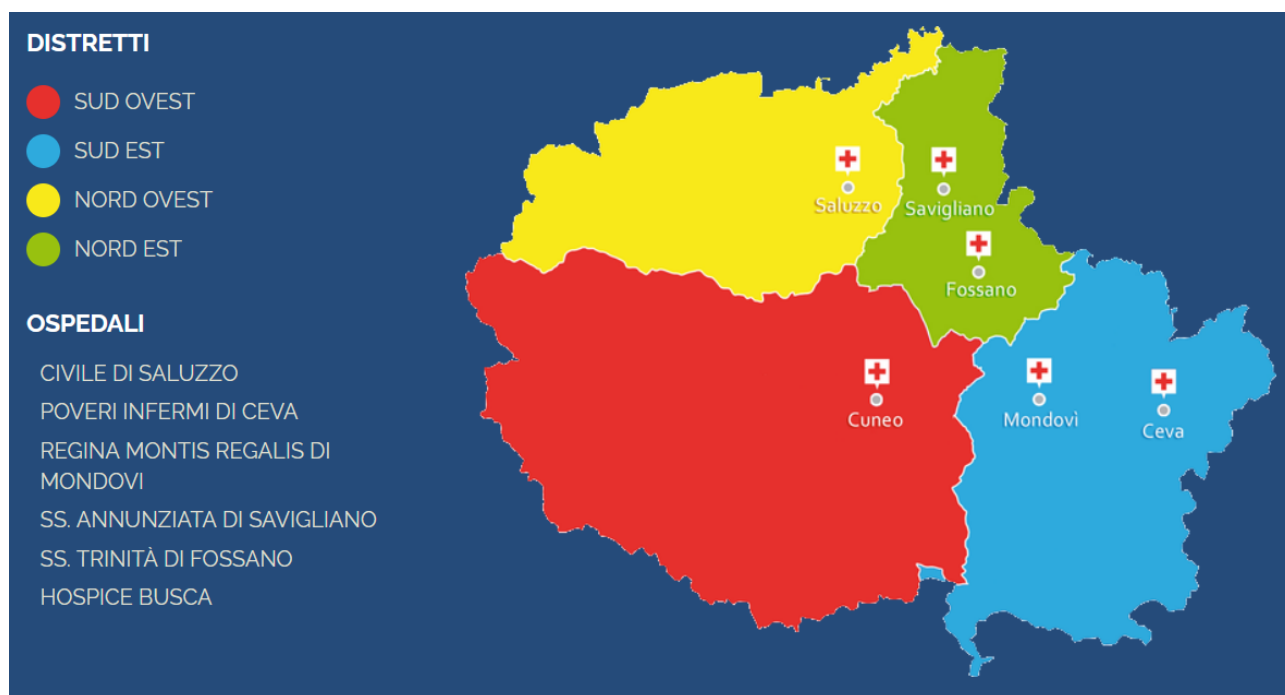 DISTRETTI
SUD OVEST
SUD EST
NORD OVEST
NORD EST
OSPEDALI
CIVILE DI SALUZZO
POVERI INFERMI DI CEVA
REGINA MONTIS REGALIS DI
MONDOVI
SS. ANNUNZIATA DI SAVIGLIANO
SS. TRINITÀ DI FOSSANO
HOSPICE BUSCA
Saluzzo
Savigliano
Fossano
Cuneo
Mondovì
Ceva